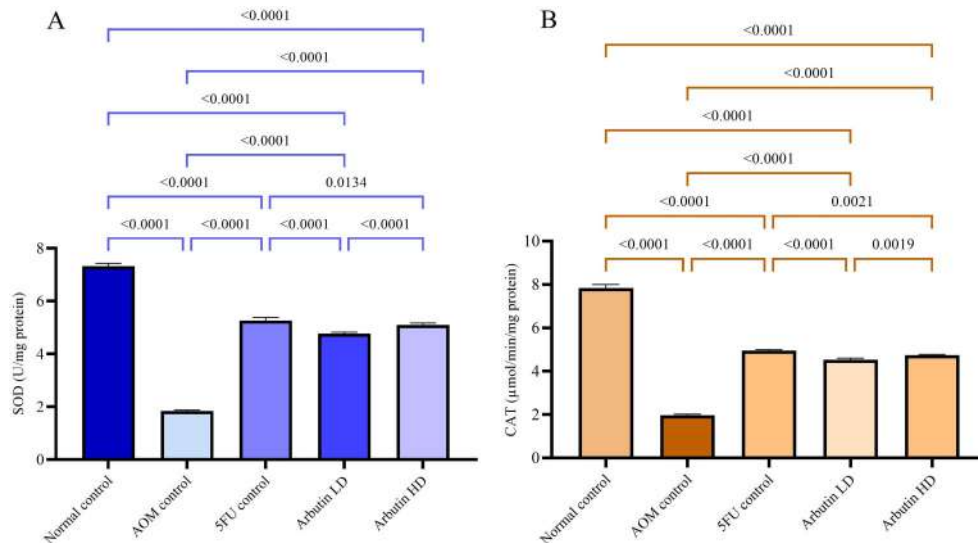 A
<0.0001
<0.0001
<0.0001
<0.0001
<0.0001 0.0134
<0.0001 <0.0001 <0.0001 <0.0001
8
6
4
2
0
SOD (U/mg protein)
Normal control
AOM control
5FU control
Arbutin LD
Arbutin HD
B
<0.0001
<0.0001
<0.0001
<0.0001
<0.0001 0.0021
<0.0001 <0.0001 <0.0001 0.0019
10
8
6
4
2
0
CAT (µmol/min/mg protein)
Normal control
AOM control
5FU control
Arbutin LD
Arbutin HD